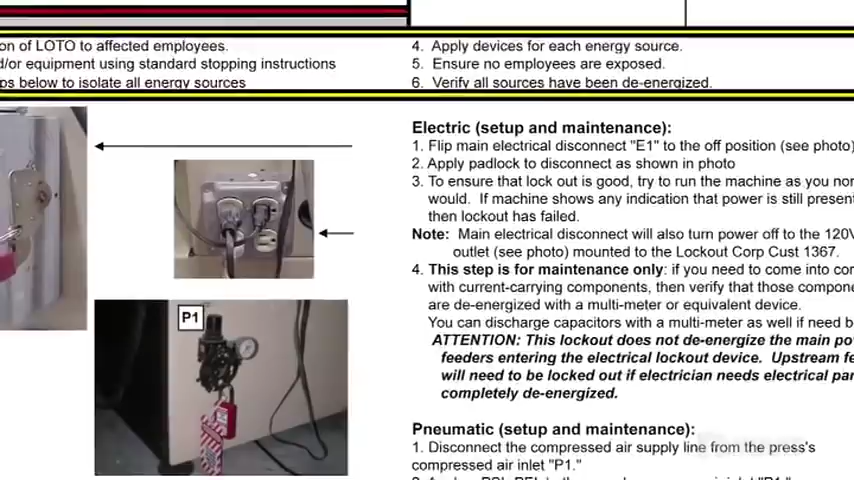 on of LOTO to affected employees.
d/or equipment using standard stopping instructions
ps below to isolate all energy sources
4. Apply devices for each energy source.
5. Ensure no employees are exposed.
6. Verify all sources have been de-energized.
P1
Electric (setup and maintenance):
1. Flip main electrical disconnect "E1" to the off position (see photo)
2. Apply padlock to disconnect as shown in photo
3. To ensure that lock out is good, try to run the machine as you nor
would. If machine shows any indication that power is still present
then lockout has failed.
Note: Main electrical disconnect will also turn power off to the 120V
outlet (see photo) mounted to the Lockout Corp Cust 1367.
4. This step is for maintenance only: if you need to come into con
with current-carrying components, then verify that those compone
are de-energized with a multi-meter or equivalent device.
You can discharge capacitors with a multi-meter as well if need b
ATTENTION: This lockout does not de-energize the main po
feeders entering the electrical lockout device. Upstream fe
will need to be locked out if electrician needs electrical pan
completely de-energized.
Pneumatic (setup and maintenance):
1. Disconnect the compressed air supply line from the press's
compressed air inlet "P1."